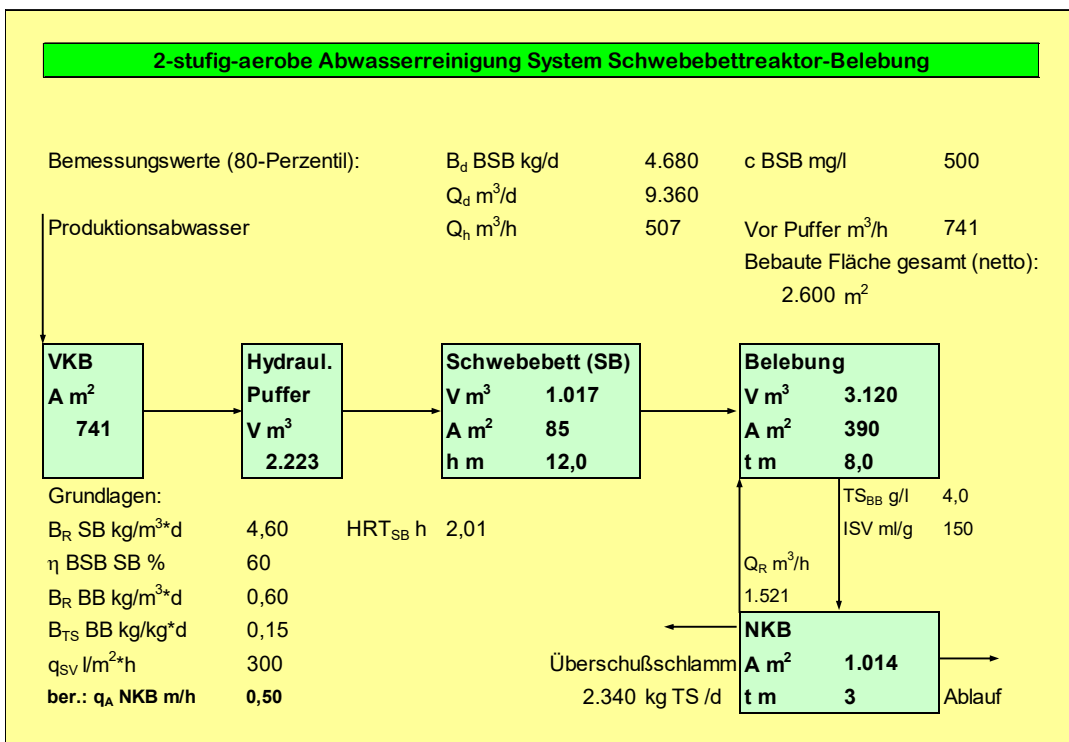 2-stufig-aerobe Abwasserreinigung System Schwebebettreaktor-Belebung
Bemessungswerte (80-Perzentil): B_d BSB kg/d 4.680 c BSB mg/l 500
Q_d m³/d 9.360
Produktionsabwasser Q_h m³/h 507 Vor Puffer m³/h 741
Bebaute Fläche gesamt (netto):
2.600 m²
VKB
A m²
741
Hydraul.
Puffer
V m³
2.223
Schwebebett (SB)
V m³ 1.017
A m² 85
h m 12,0
Belebung
V m³ 3.120
A m² 390
t m 8,0
Grundlagen:
B_R SB kg/m³*d 4,60 HRT_SB h 2,01
η BSB SB % 60
B_R BB kg/m³*d 0,60
B_TS BB kg/kg*d 0,15
q_SV l/m²*h 300
ber.: q_A NKB m/h 0,50
TS_BB g/l 4,0
ISV ml/g 150
Q_R m³/h
1.521
NKB
A m² 1.014
t m 3
Überschußschlamm
2.340 kg TS /d
Ablauf